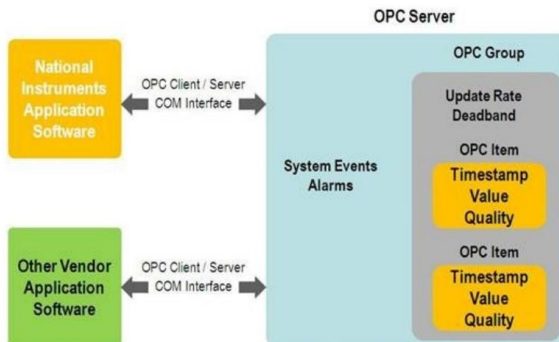 OPC Server
National
Instruments
Application
Software
OPC Client / Server
COM Interface
OPC Group
Update Rate
Deadband
OPC Item
Timestamp
Value
Quality
System Events
Alarms
OPC Item
Timestamp
Value
Quality
Other Vendor
Application
Software
OPC Client / Server
COM Interface